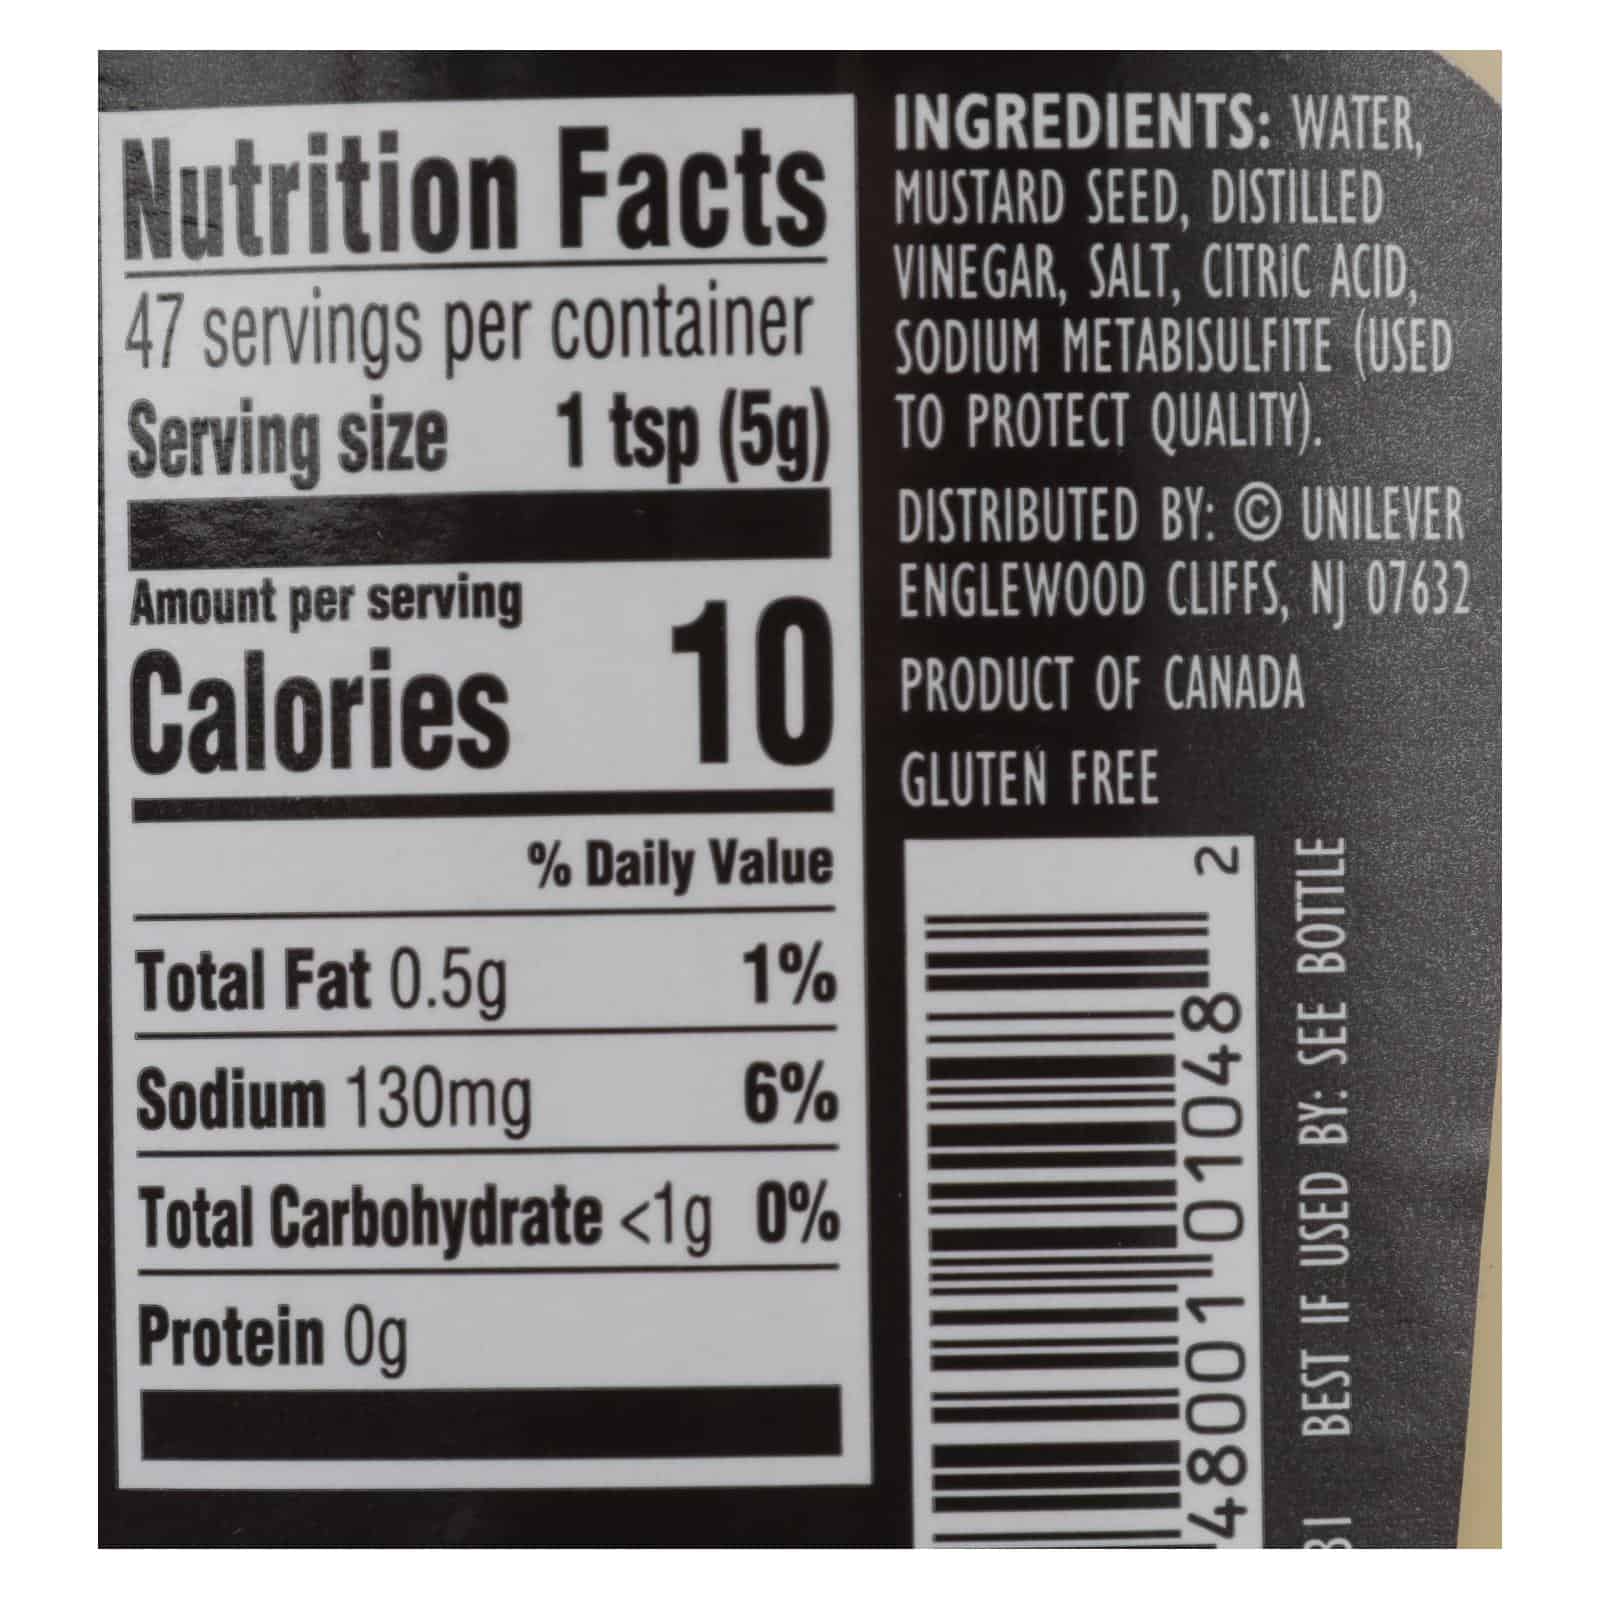 Nutrition Facts
47 servings per container
Serving size 1 tsp (5g)
Amount per serving
Calories 10
% Daily Value
Total Fat 0.5g 1%
Sodium 130mg 6%
Total Carbohydrate <1g 0%
Protein 0g
INGREDIENTS: WATER,
MUSTARD SEED, DISTILLED
VINEGAR, SALT, CITRIC ACID,
SODIUM METABISULFITE (USED
TO PROTECT QUALITY).
DISTRIBUTED BY: © UNILEVER
ENGLEWOOD CLIFFS, NJ 07632
PRODUCT OF CANADA
GLUTEN FREE
48001 01048 2
BEST IF USED BY: SEE BOTTLE